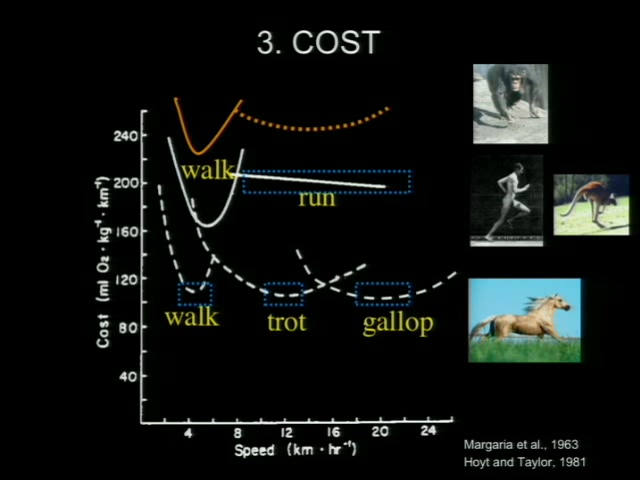 3. COST
240
200
160
120
80
40
Cost (ml O₂ · kg⁻¹ · km⁻¹)
walk
run
walk
trot
gallop
4
8
12
16
20
24
Speed (km · hr⁻¹)
Margaria et al., 1963
Hoyt and Taylor, 1981